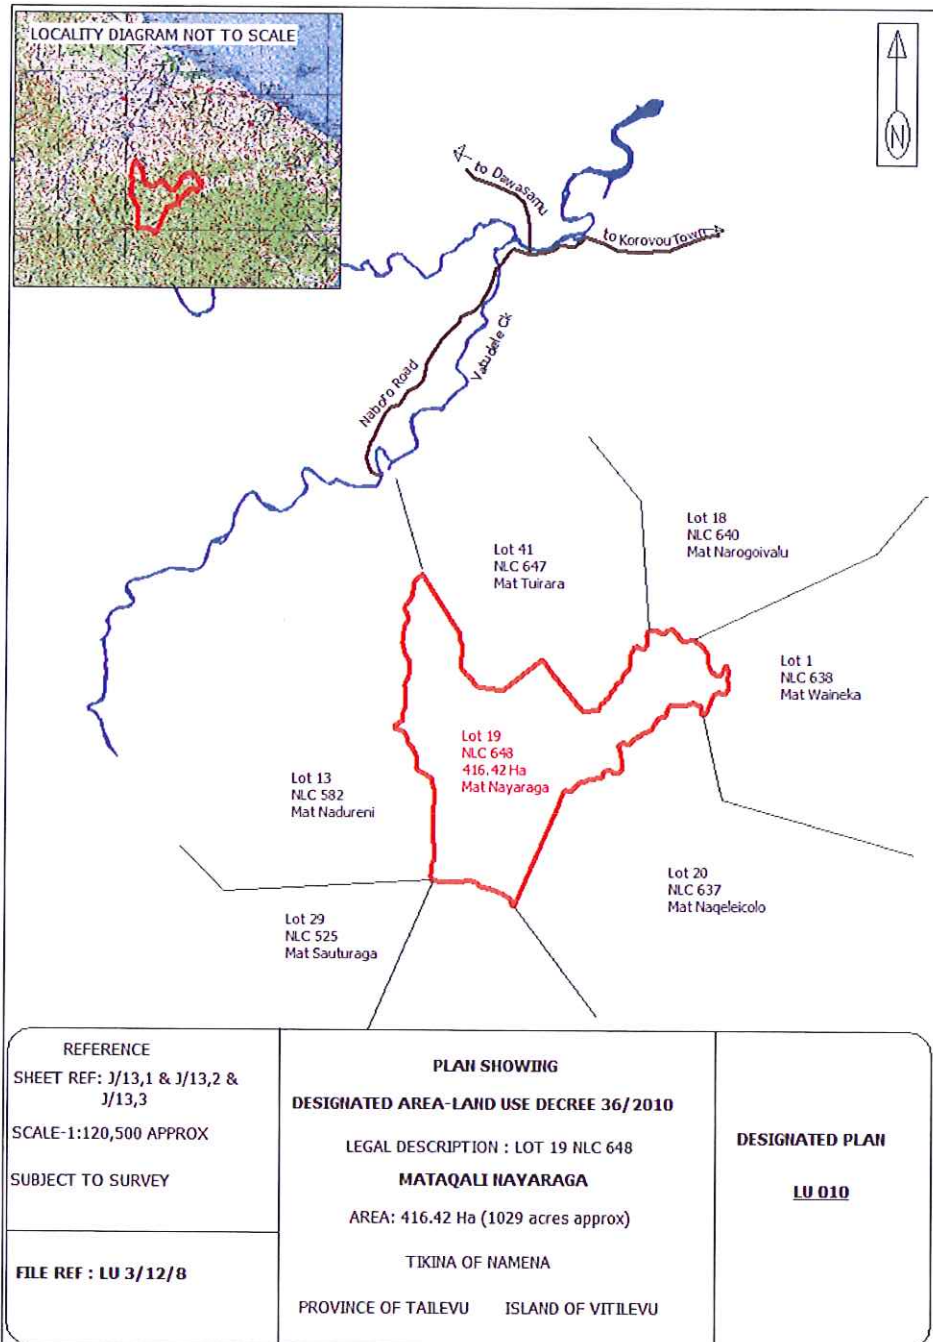 LOCALITY DIAGRAM NOT TO SCALE
N
to Dawasamu
to Korovou Town
Naboro Road
Vatudele Ck
Lot 18
NLC 640
Mat Narogoivalu
Lot 41
NLC 647
Mat Tuirara
Lot 1
NLC 638
Mat Waineka
Lot 19
NLC 648
416.42 Ha
Mat Nayaraga
Lot 13
NLC 582
Mat Nadureni
Lot 20
NLC 637
Mat Naqeleicolo
Lot 29
NLC 525
Mat Sauturaga
REFERENCE
SHEET REF: J/13,1 & J/13,2 &
J/13,3
SCALE-1:120,500 APPROX
SUBJECT TO SURVEY
FILE REF : LU 3/12/8
PLAN SHOWING
DESIGNATED AREA-LAND USE DECREE 36/2010
LEGAL DESCRIPTION : LOT 19 NLC 648
MATAQALI NAYARAGA
AREA: 416.42 Ha (1029 acres approx)
TIKINA OF NAMENA
PROVINCE OF TAILEVU ISLAND OF VITILEVU
DESIGNATED PLAN
LU 010